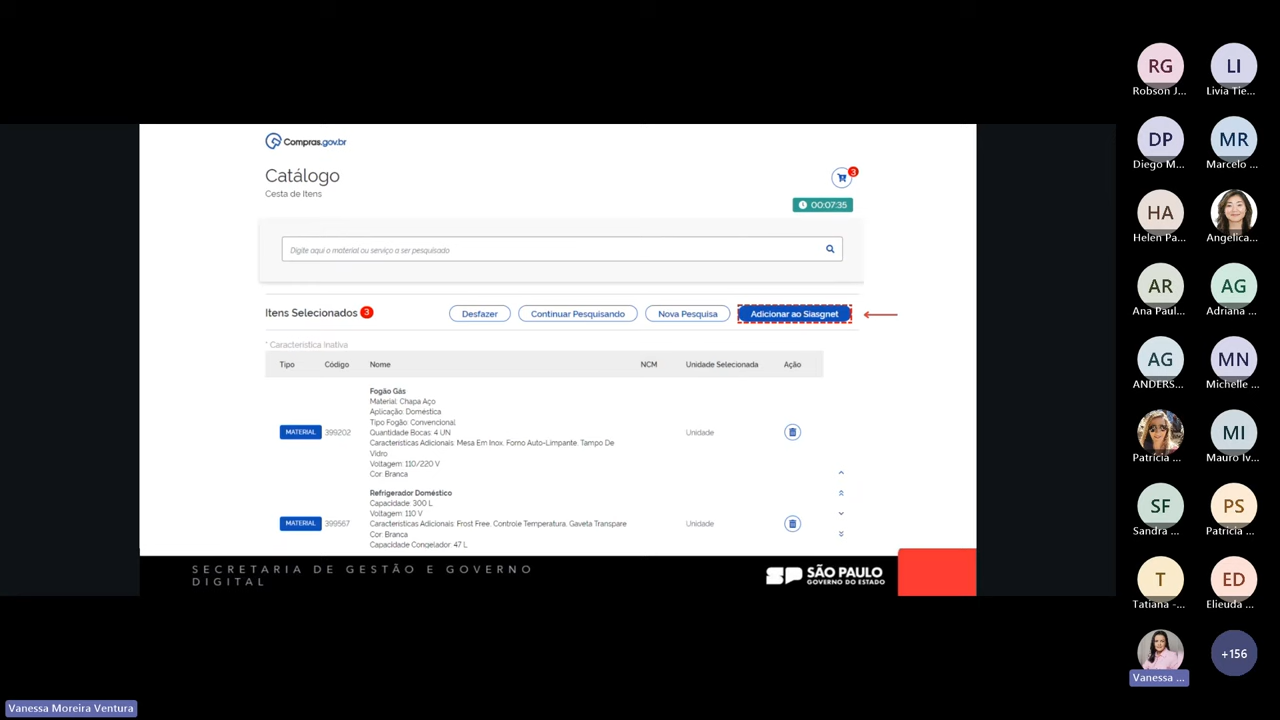 Compras.gov.br
Catálogo
Cesta de Itens
3
00:07:35
Digite aqui o material ou serviço a ser pesquisado
Itens Selecionados 3
Desfazer
Continuar Pesquisando
Nova Pesquisa
Adicionar ao Siasgnet
* Característica Inativa
Tipo Código Nome NCM Unidade Selecionada Ação
Fogão Gás
Material: Chapa Aço
Aplicação: Doméstica
Tipo Fogão: Convencional
Quantidade Bocas: 4 UN
MATERIAL 399202 Unidade
Características Adicionais: Mesa Em Inox, Forno Auto-Limpante, Tampo De
Vidro
Voltagem: 110/220 V
Cor: Branca
Refrigerador Doméstico
Capacidade: 300 L
Voltagem: 110 V
MATERIAL 399567 Unidade
Características Adicionais: Frost Free, Controle Temperatura, Gaveta Transpare
Cor: Branca
Capacidade Congelador: 47 L
SECRETARIA DE GESTÃO E GOVERNO
DIGITAL
SP SÃO PAULO
GOVERNO DO ESTADO
RG
Robson J...
LI
Livia Tie...
DP
Diego M...
MR
Marcelo ...
HA
Helen Pa...
Angelica...
AR
Ana Paul...
AG
Adriana ...
AG
ANDERS...
MN
Michelle ...
Patrícia ...
MI
Mauro Iv...
SF
Sandra ...
PS
Patrícia ...
T
Tatiana -...
ED
Elieuda ...
Vanessa ...
+156
Vanessa Moreira Ventura